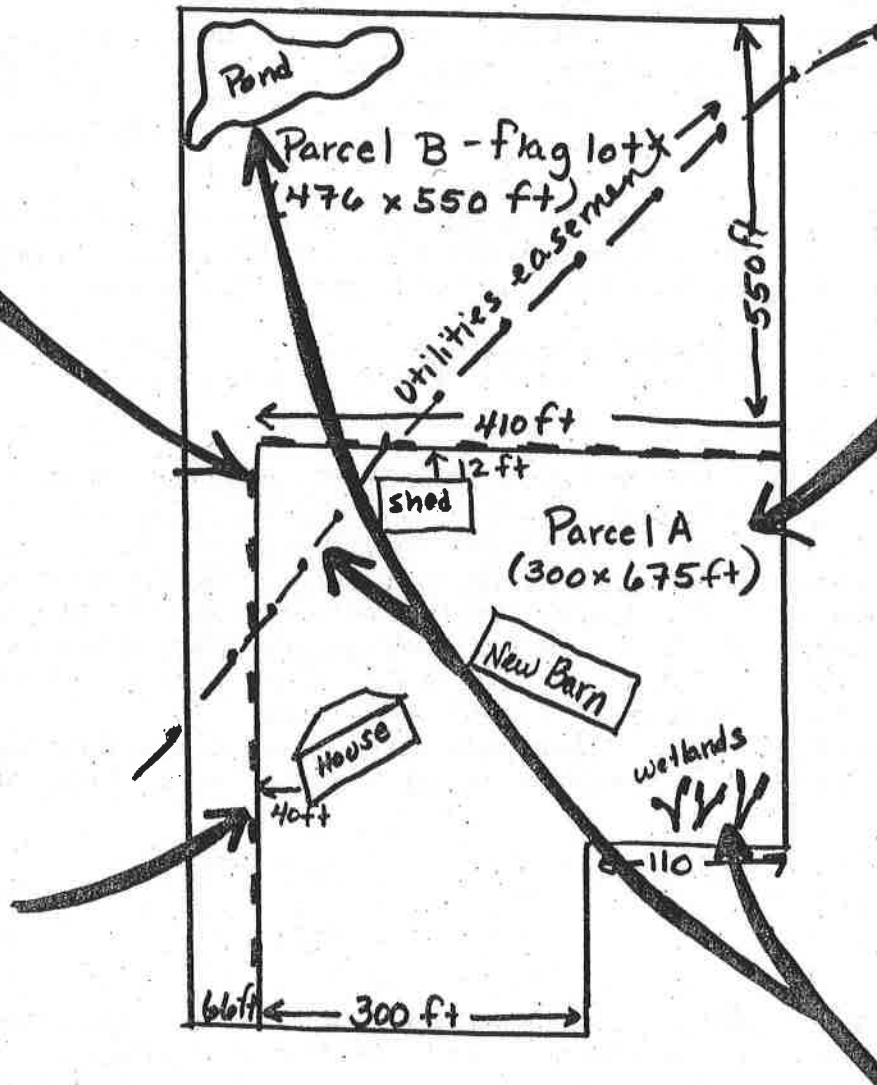 Pond
Parcel B - flag lot
(476 x 550 ft)
utilities easement
550 ft
410 ft
12 ft
shed
Parcel A
(300 x 675 ft)
New Barn
House
wetlands
40 ft
110
66 ft
300 ft